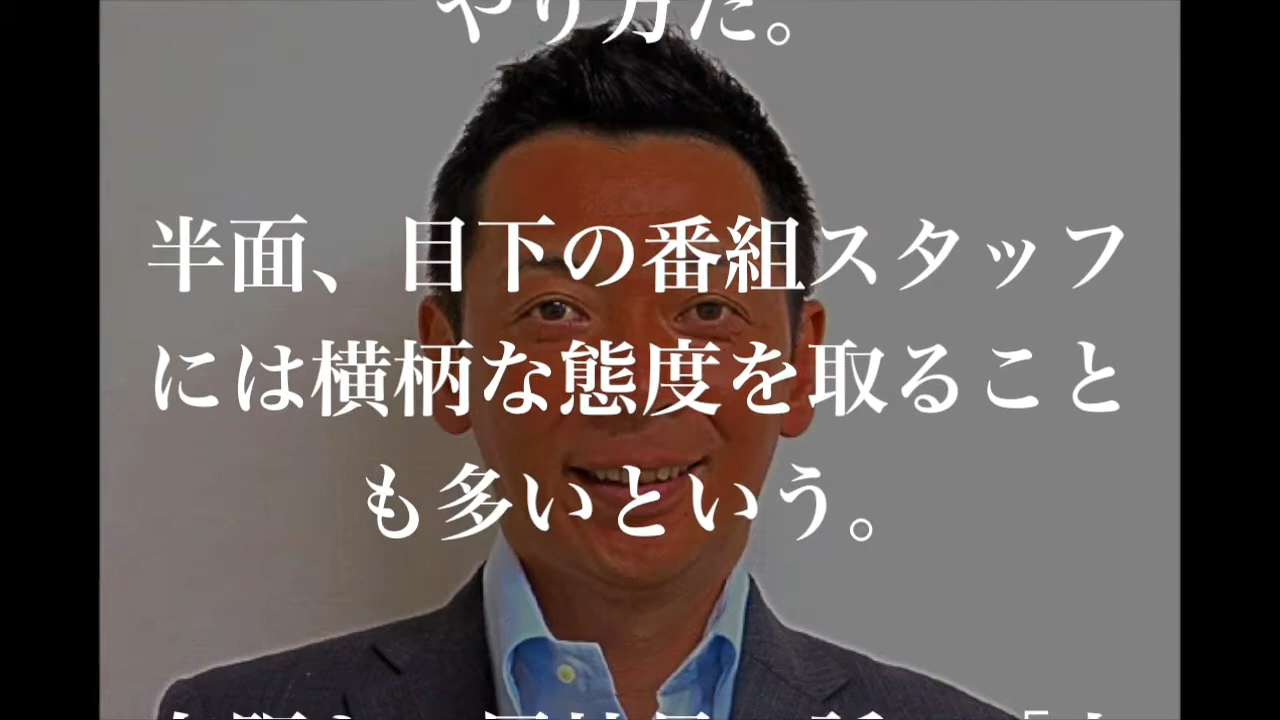 やり方だ。
半面、目下の番組スタッフ
には横柄な態度を取ること
も多いという。